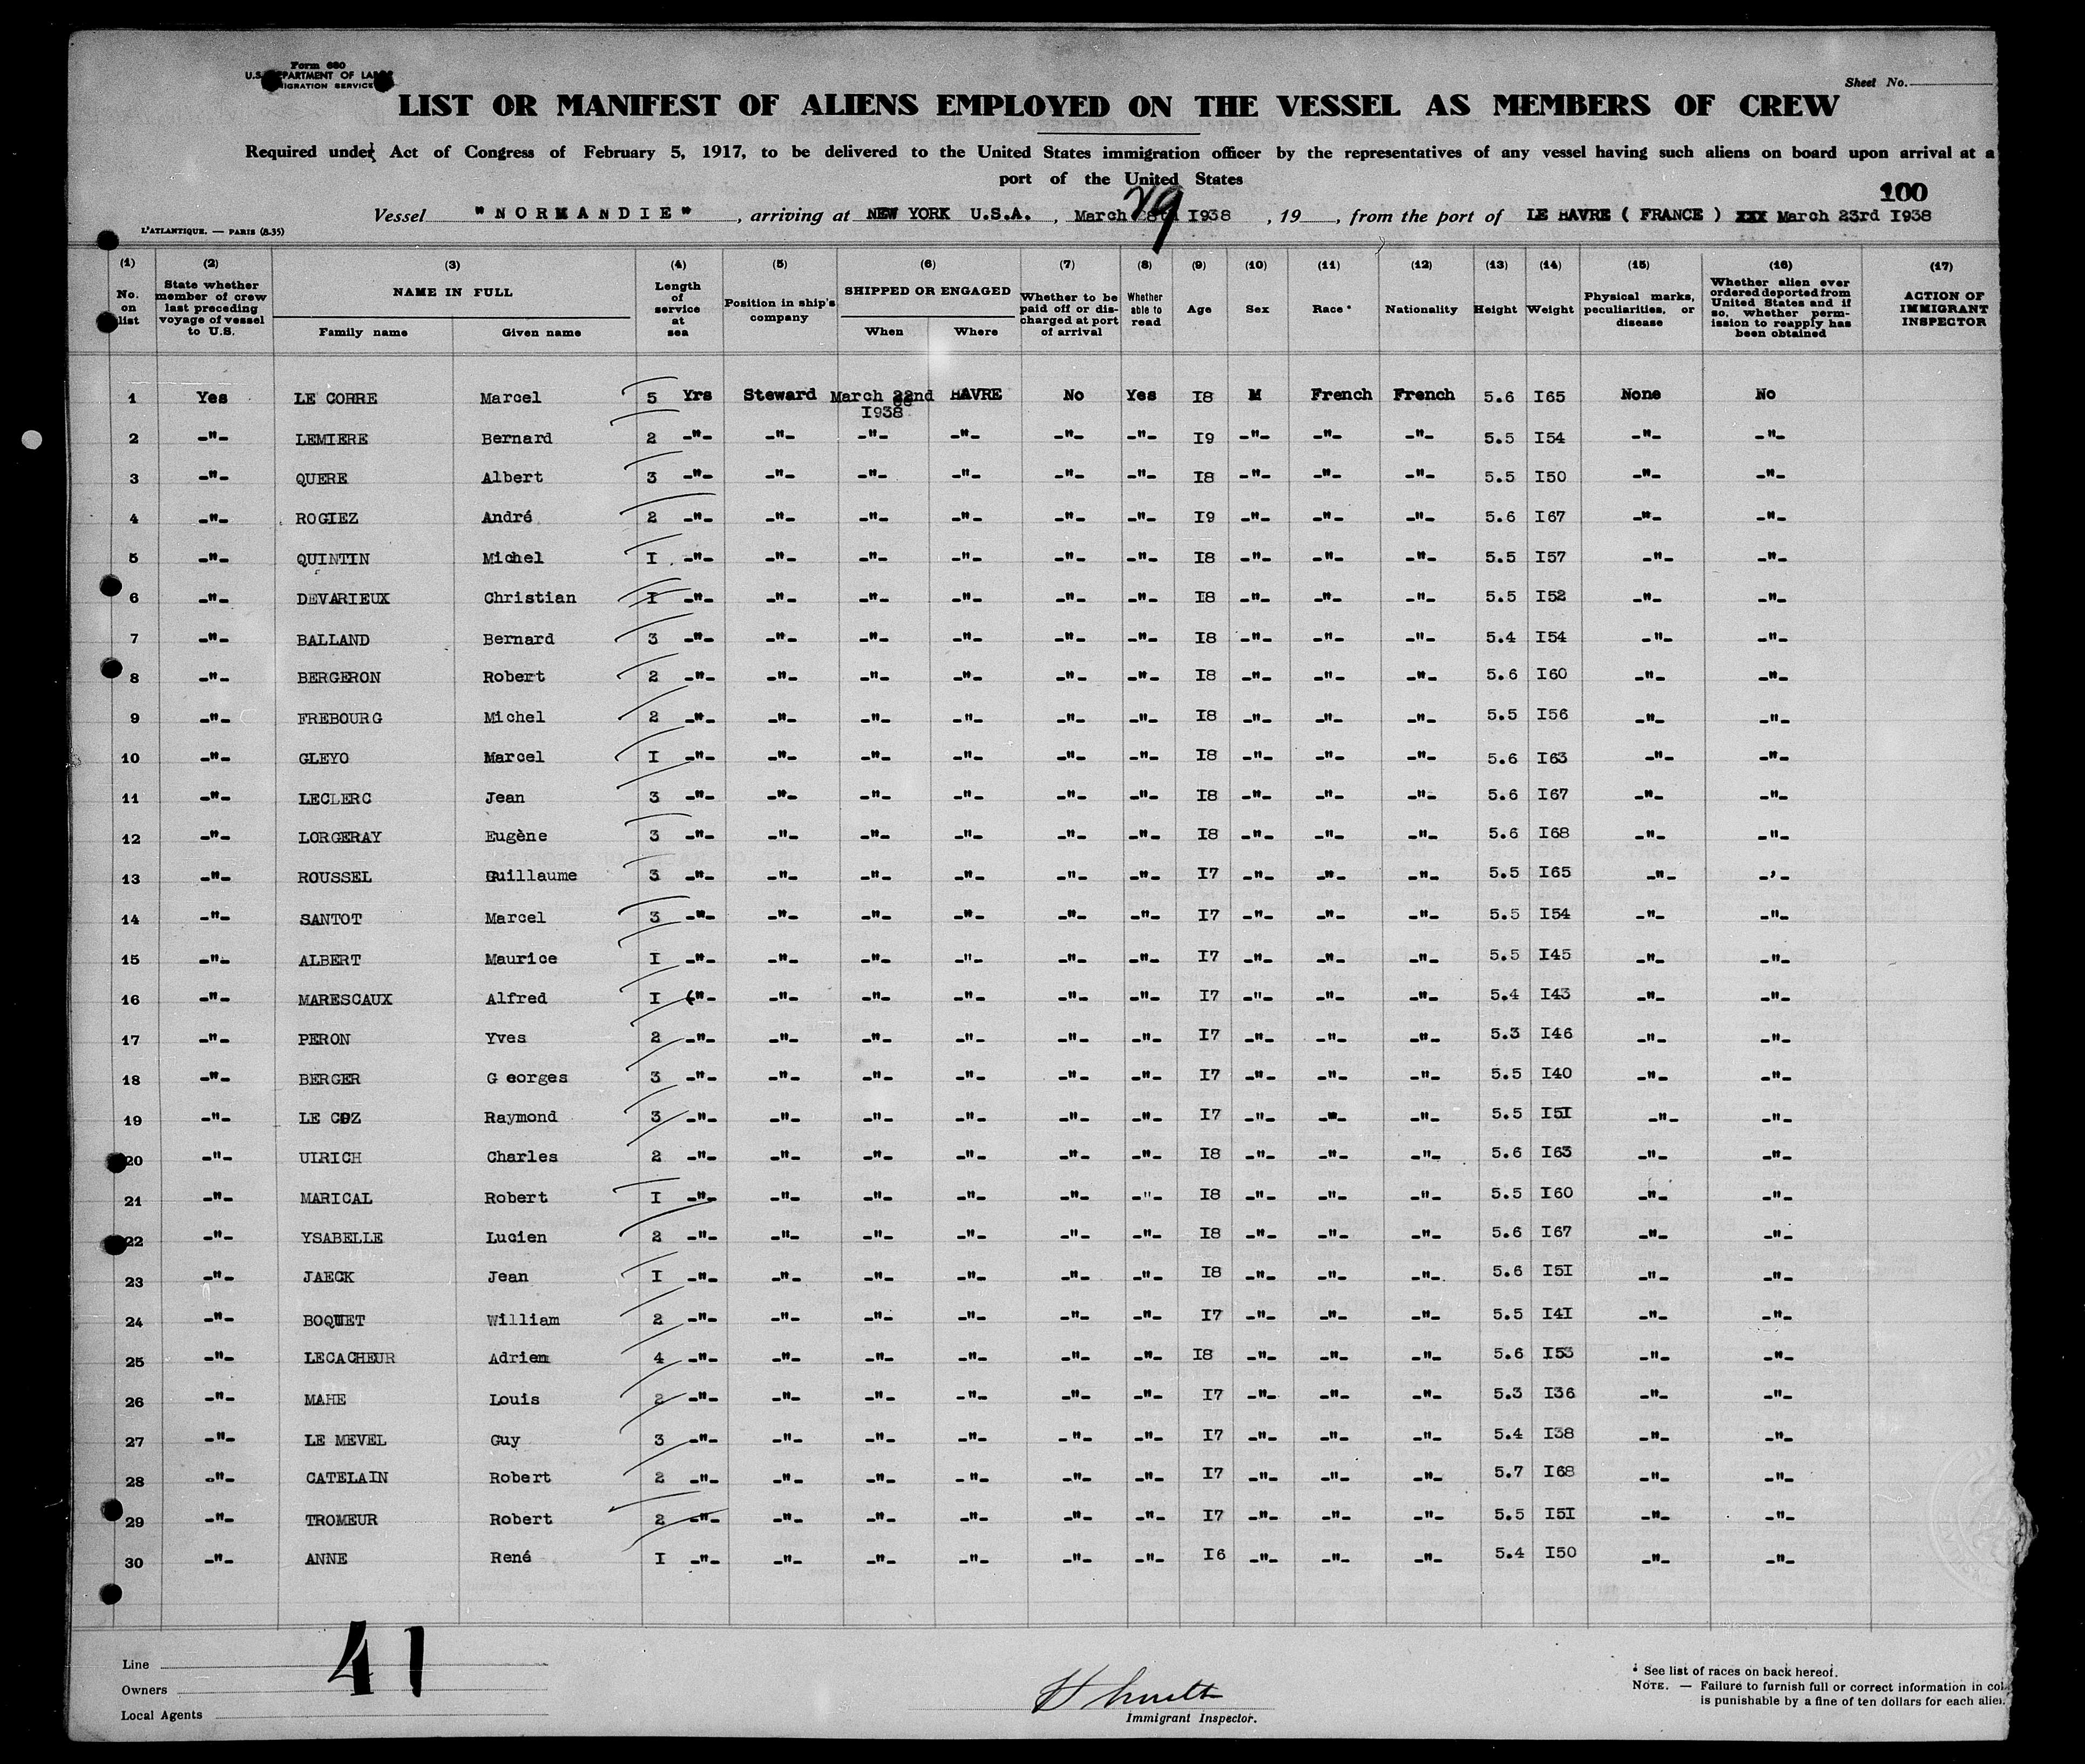 Form 680
U.S. DEPARTMENT OF LABOR
IMMIGRATION SERVICE
Sheet No.
LIST OR MANIFEST OF ALIENS EMPLOYED ON THE VESSEL AS MEMBERS OF CREW
Required under Act of Congress of February 5, 1917, to be delivered to the United States immigration officer by the representatives of any vessel having such aliens on board upon arrival at a
port of the United States
100
Vessel "NORMANDIE", arriving at NEW YORK U.S.A., March 29 1938, 19, from the port of LE HAVRE ( FRANCE ) XXX March 23rd 1938
L'ATLANTIQUE. — PARIS (8-35)
(1) (2) (3) (4) (5) (6) (7) (8) (9) (10) (11) (12) (13) (14) (15) (16) (17)
No. on list
State whether member of crew last preceding voyage of vessel to U.S.
NAME IN FULL
Family name
Given name
Length of service at sea
Position in ship's company
SHIPPED OR ENGAGED
When
Where
Whether to be paid off or discharged at port of arrival
Whether able to read
Age
Sex
Race *
Nationality
Height
Weight
Physical marks, peculiarities, or disease
Whether alien ever ordered deported from United States and if so, whether permission to reapply has been obtained
ACTION OF IMMIGRANT INSPECTOR
1 Yes LE CORRE Marcel 5 Yrs Steward March 22nd HAVRE No Yes I8 M French French 5.6 I65 None No
I938
2 -"- LEMIERE Bernard 2 -"- -"- -"- -"- -"- -"- I9 -"- -"- -"- 5.5 I54 -"- -"-
3 -"- QUERE Albert 3 -"- -"- -"- -"- -"- -"- I8 -"- -"- -"- 5.5 I50 -"- -"-
4 -"- ROGIEZ André 2 -"- -"- -"- -"- -"- -"- I9 -"- -"- -"- 5.6 I67 -"- -"-
5 -"- QUINTIN Michel I -"- -"- -"- -"- -"- -"- I8 -"- -"- -"- 5.5 I57 -"- -"-
6 -"- DEVARIEUX Christian I -"- -"- -"- -"- -"- -"- I8 -"- -"- -"- 5.5 I52 -"- -"-
7 -"- BALLAND Bernard 3 -"- -"- -"- -"- -"- -"- I8 -"- -"- -"- 5.4 I54 -"- -"-
8 -"- BERGERON Robert 2 -"- -"- -"- -"- -"- -"- I8 -"- -"- -"- 5.6 I60 -"- -"-
9 -"- FREBOURG Michel 2 -"- -"- -"- -"- -"- -"- I8 -"- -"- -"- 5.5 I56 -"- -"-
10 -"- GLEYO Marcel I -"- -"- -"- -"- -"- -"- I8 -"- -"- -"- 5.6 I63 -"- -"-
11 -"- LECLERC Jean 3 -"- -"- -"- -"- -"- -"- I8 -"- -"- -"- 5.6 I67 -"- -"-
12 -"- LORGERAY Eugène 3 -"- -"- -"- -"- -"- -"- I8 -"- -"- -"- 5.6 I68 -"- -"-
13 -"- ROUSSEL Guillaume 3 -"- -"- -"- -"- -"- -"- I7 -"- -"- -"- 5.5 I65 -"- -'-
14 -"- SANTOT Marcel 3 -"- -"- -"- -"- -"- -"- I7 -"- -"- -"- 5.5 I54 -"- -"-
15 -"- ALBERT Maurice I -"- -"- -"- -"- -"- -"- I7 -"- -"- -"- 5.5 I45 -"- -"-
16 -"- MARESCAUX Alfred I -"- -"- -"- -"- -"- -"- I7 -"- -"- -"- 5.4 I43 -"- -"-
17 -"- PERON Yves 2 -"- -"- -"- -"- -"- -"- I7 -"- -"- -"- 5.3 I46 -"- -"-
18 -"- BERGER G eorges 3 -"- -"- -"- -"- -"- -"- I7 -"- -"- -"- 5.5 I40 -"- -"-
19 -"- LE COZ Raymond 3 -"- -"- -"- -"- -"- -"- I7 -"- -"- -"- 5.5 I5I -"- -"-
20 -"- UIRICH Charles 2 -"- -"- -"- -"- -"- -"- I8 -"- -"- -"- 5.6 I63 -"- -"-
21 -"- MARICAL Robert I -"- -"- -"- -"- -"- -"- I8 -"- -"- -"- 5.5 I60 -"- -"-
22 -"- YSABELLE Lucien 2 -"- -"- -"- -"- -"- -"- I8 -"- -"- -"- 5.6 I67 -"- -"-
23 -"- JAECK Jean I -"- -"- -"- -"- -"- -"- I8 -"- -"- -"- 5.6 I5I -"- -"-
24 -"- BOQUET William 2 -"- -"- -"- -"- -"- -"- I7 -"- -"- -"- 5.5 I4I -"- -"-
25 -"- LECACHEUR Adrien 4 -"- -"- -"- -"- -"- -"- I8 -"- -"- -"- 5.6 I53 -"- -"-
26 -"- MAHE Louis 2 -"- -"- -"- -"- -"- -"- I7 -"- -"- -"- 5.3 I36 -"- -"-
27 -"- LE MEVEL Guy 3 -"- -"- -"- -"- -"- -"- I7 -"- -"- -"- 5.4 I38 -"- -"-
28 -"- CATELAIN Robert 2 -"- -"- -"- -"- -"- -"- I7 -"- -"- -"- 5.7 I68 -"- -"-
29 -"- TROMEUR Robert 2 -"- -"- -"- -"- -"- -"- I7 -"- -"- -"- 5.5 I5I -"- -"-
30 -"- ANNE René I -"- -"- -"- -"- -"- -"- I6 -"- -"- -"- 5.4 I50 -"- -"-
41
Line
Owners
Local Agents
Immigrant Inspector.
* See list of races on back hereof.
NOTE. — Failure to furnish full or correct information in col
is punishable by a fine of ten dollars for each alien.